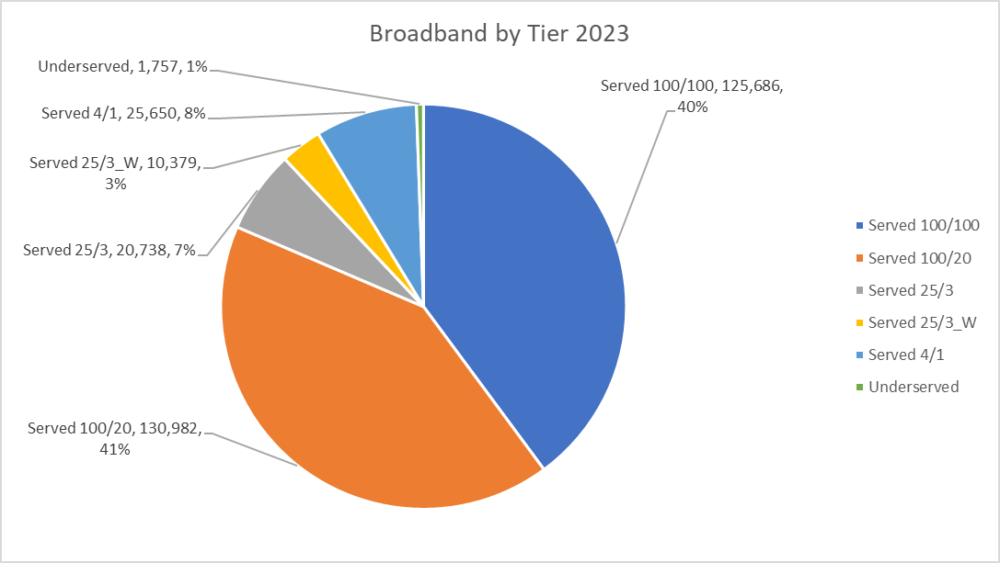 Broadband by Tier 2023
Underserved, 1,757, 1%
Served 100/100, 125,686,
40%
Served 4/1, 25,650, 8%
Served 25/3_W, 10,379,
3%
Served 25/3, 20,738, 7%
Served 100/20, 130,982,
41%
Served 100/100
Served 100/20
Served 25/3
Served 25/3_W
Served 4/1
Underserved